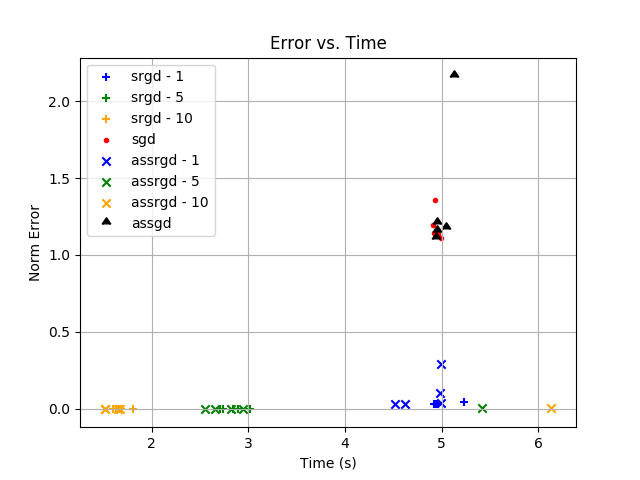 Error vs. Time
srgd - 1
srgd - 5
srgd - 10
sgd
assrgd - 1
assrgd - 5
assrgd - 10
assgd
Norm Error
2.0
1.5
1.0
0.5
0.0
2 3 4 5 6
Time (s)